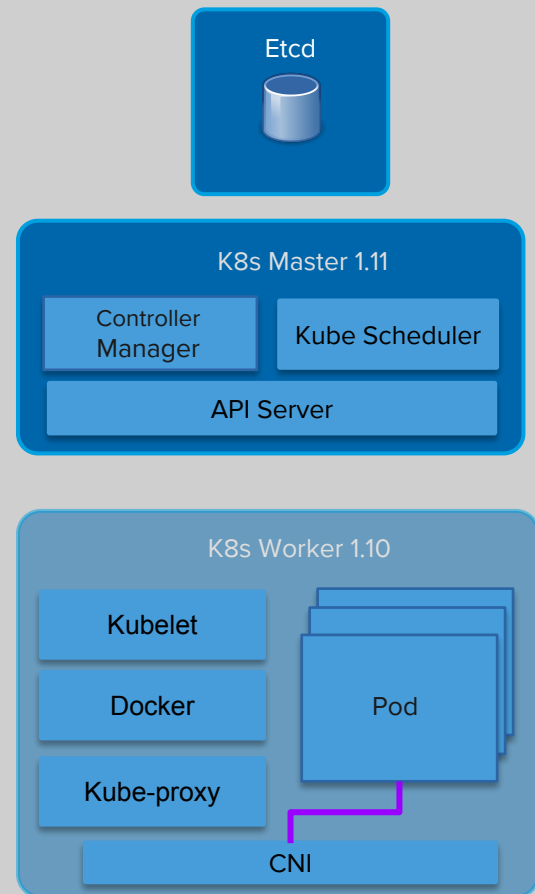 Etcd
K8s Master 1.11
Controller
Manager
Kube Scheduler
API Server
K8s Worker 1.10
Kubelet
Docker
Kube-proxy
Pod
CNI